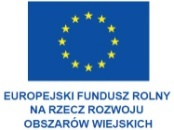 EUROPEJSKI FUNDUSZ ROLNY
NA RZECZ ROZWOJU
OBSZARÓW WIEJSKICH